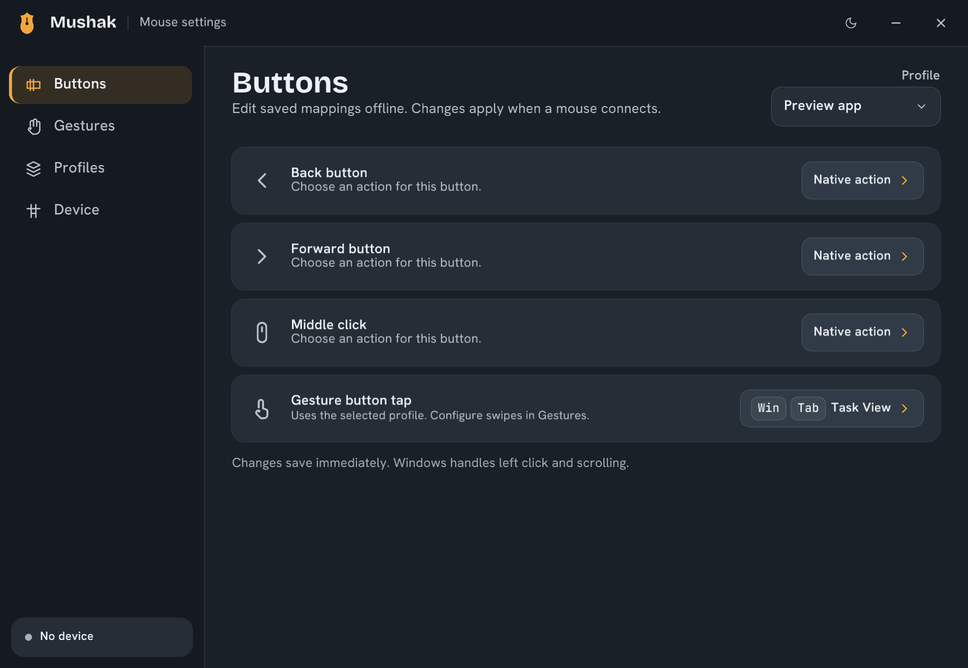 Mushak
Mouse settings
Buttons
Gestures
Profiles
Device
No device
Buttons
Edit saved mappings offline. Changes apply when a mouse connects.
Profile
Preview app
Back button
Choose an action for this button.
Native action
Forward button
Choose an action for this button.
Native action
Middle click
Choose an action for this button.
Native action
Gesture button tap
Uses the selected profile. Configure swipes in Gestures.
Win Tab Task View
Changes save immediately. Windows handles left click and scrolling.